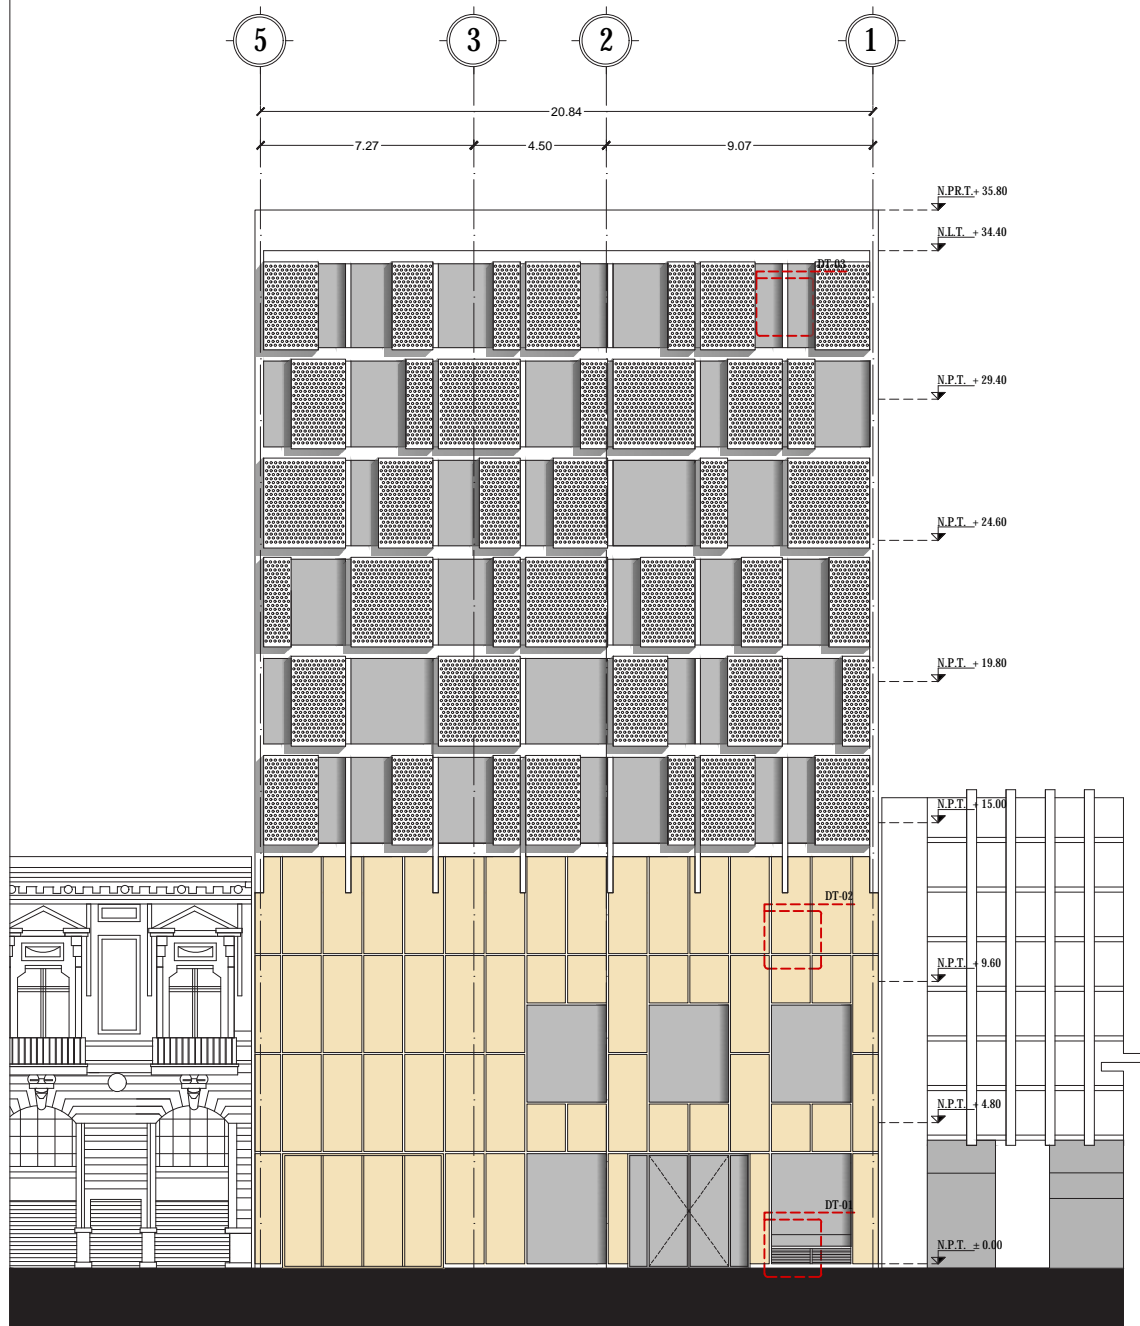 5 3 2 1
20.84
7.27 4.50 9.07
N.PR.T.+ 35.80
N.L.T. + 34.40
DT-03
N.P.T. + 29.40
N.P.T. + 24.60
N.P.T. + 19.80
N.P.T. + 15.00
DT-02
N.P.T. + 9.60
N.P.T. + 4.80
DT-01
N.P.T. ± 0.00